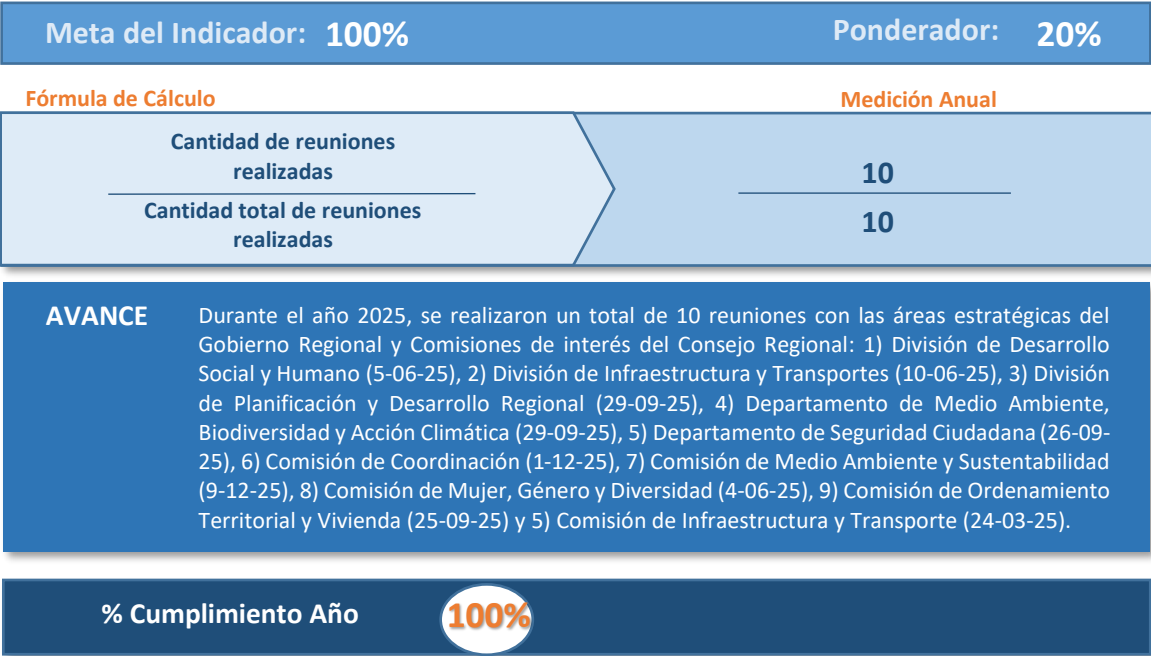 Meta del Indicador: 100%
Ponderador: 20%
Fórmula de Cálculo
Medición Anual
Cantidad de reuniones
realizadas
Cantidad total de reuniones
realizadas
10
10
AVANCE
Durante el año 2025, se realizaron un total de 10 reuniones con las áreas estratégicas del
Gobierno Regional y Comisiones de interés del Consejo Regional: 1) División de Desarrollo
Social y Humano (5-06-25), 2) División de Infraestructura y Transportes (10-06-25), 3) División
de Planificación y Desarrollo Regional (29-09-25), 4) Departamento de Medio Ambiente,
Biodiversidad y Acción Climática (29-09-25), 5) Departamento de Seguridad Ciudadana (26-09-
25), 6) Comisión de Coordinación (1-12-25), 7) Comisión de Medio Ambiente y Sustentabilidad
(9-12-25), 8) Comisión de Mujer, Género y Diversidad (4-06-25), 9) Comisión de Ordenamiento
Territorial y Vivienda (25-09-25) y 5) Comisión de Infraestructura y Transporte (24-03-25).
% Cumplimiento Año
100%